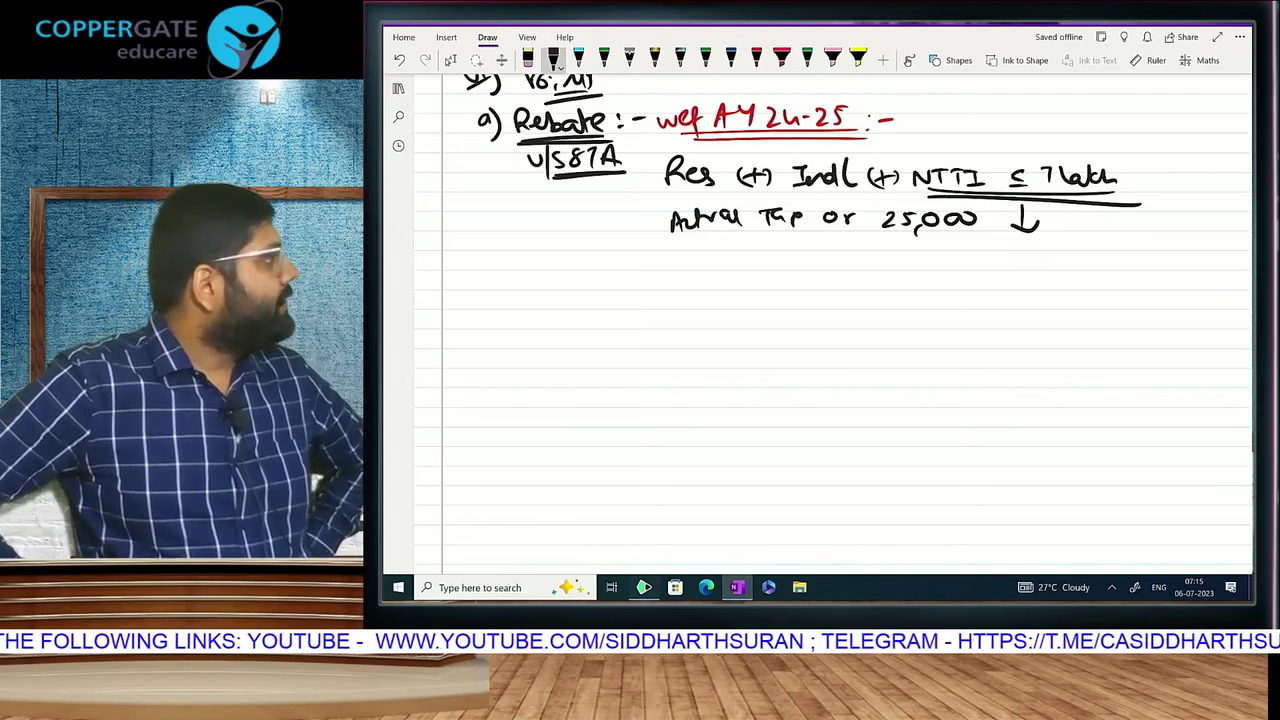 COPPERGATE
educare
Home Insert Draw View Help
Saved offline
Share
Shapes
Ink to Shape
Ink to Text
Ruler
Maths
a) Rebate :- wef AY 24-25 :-
u/s 87A
Res (+) Indl (+) NTTI ≤ 7 lakh
Actual Tax or 25,000 ↓
Type here to search
27°C Cloudy
ENG
07:15
06-07-2023
THE FOLLOWING LINKS: YOUTUBE - WWW.YOUTUBE.COM/SIDDHARTHSURAN ; TELEGRAM - HTTPS://T.ME/CASIDDHARTHSU